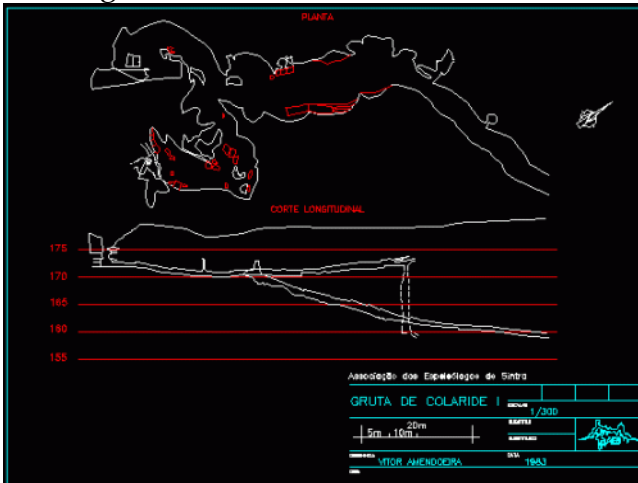 PLANTA
CORTE LONGITUDINAL
175
170
165
160
155
Associação dos Espeleólogos de Sintra
GRUTA DE COLARIDE I
1/300
5m 10m 20m
VITOR AMENDOEIRA
DATA
1983